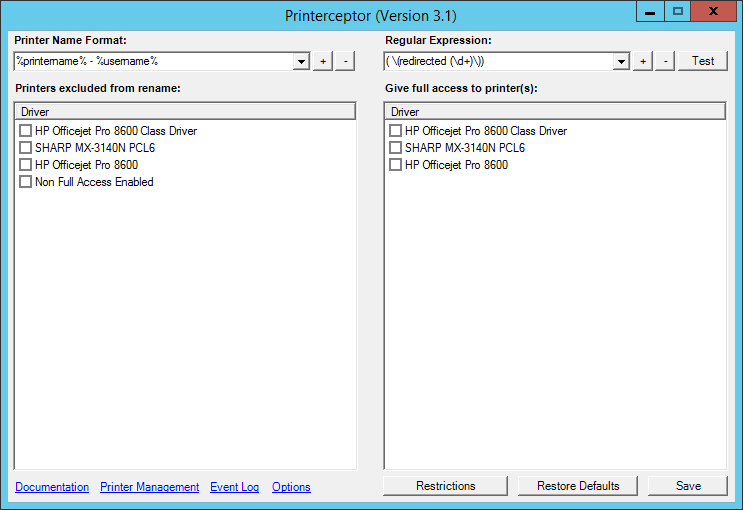 Printerceptor (Version 3.1)
Printer Name Format:
%printername% - %username%
+ -
Printers excluded from rename:
Driver
HP Officejet Pro 8600 Class Driver
SHARP MX-3140N PCL6
HP Officejet Pro 8600
Non Full Access Enabled
Regular Expression:
( \(redirected (\d+)\))
+ - Test
Give full access to printer(s):
Driver
HP Officejet Pro 8600 Class Driver
SHARP MX-3140N PCL6
HP Officejet Pro 8600
Documentation Printer Management Event Log Options
Restrictions Restore Defaults Save